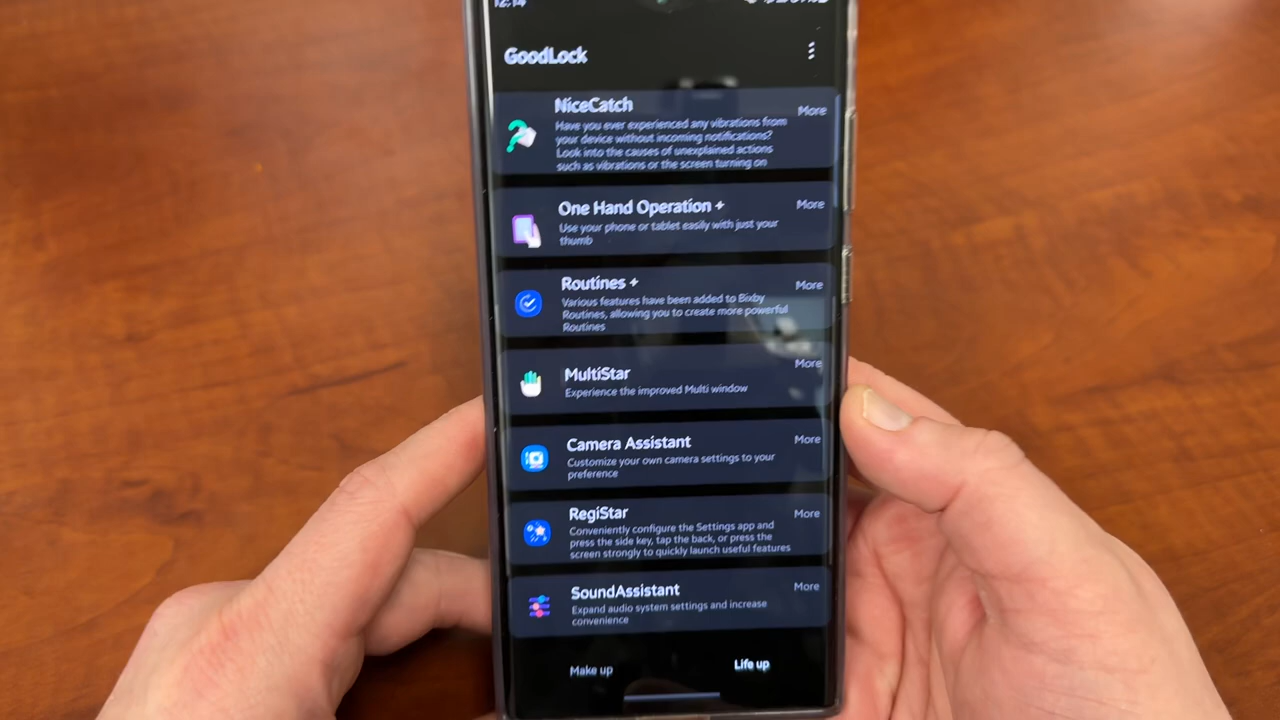 12:14
GoodLock
NiceCatch
More
Have you ever experienced any vibrations from
your device without incoming notifications?
Look into the causes of unexplained actions
such as vibrations or the screen turning on
One Hand Operation +
More
Use your phone or tablet easily with just your
thumb
Routines +
More
Various features have been added to Bixby
Routines, allowing you to create more powerful
Routines
MultiStar
More
Experience the improved Multi window
Camera Assistant
More
Customize your own camera settings to your
preference
RegiStar
More
Conveniently configure the Settings app and
press the side key, tap the back, or press the
screen strongly to quickly launch useful features
SoundAssistant
More
Expand audio system settings and increase
convenience
Make up
Life up